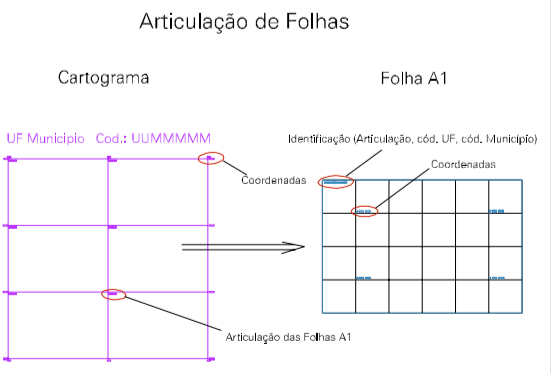 Articulação de Folhas
Cartograma
Folha A1
UF Municipio Cod.: UUMMMMM
Identificação (Articulação, cód. UF, cód. Município)
Coordenadas
Coordenadas
Articulação das Folhas A1